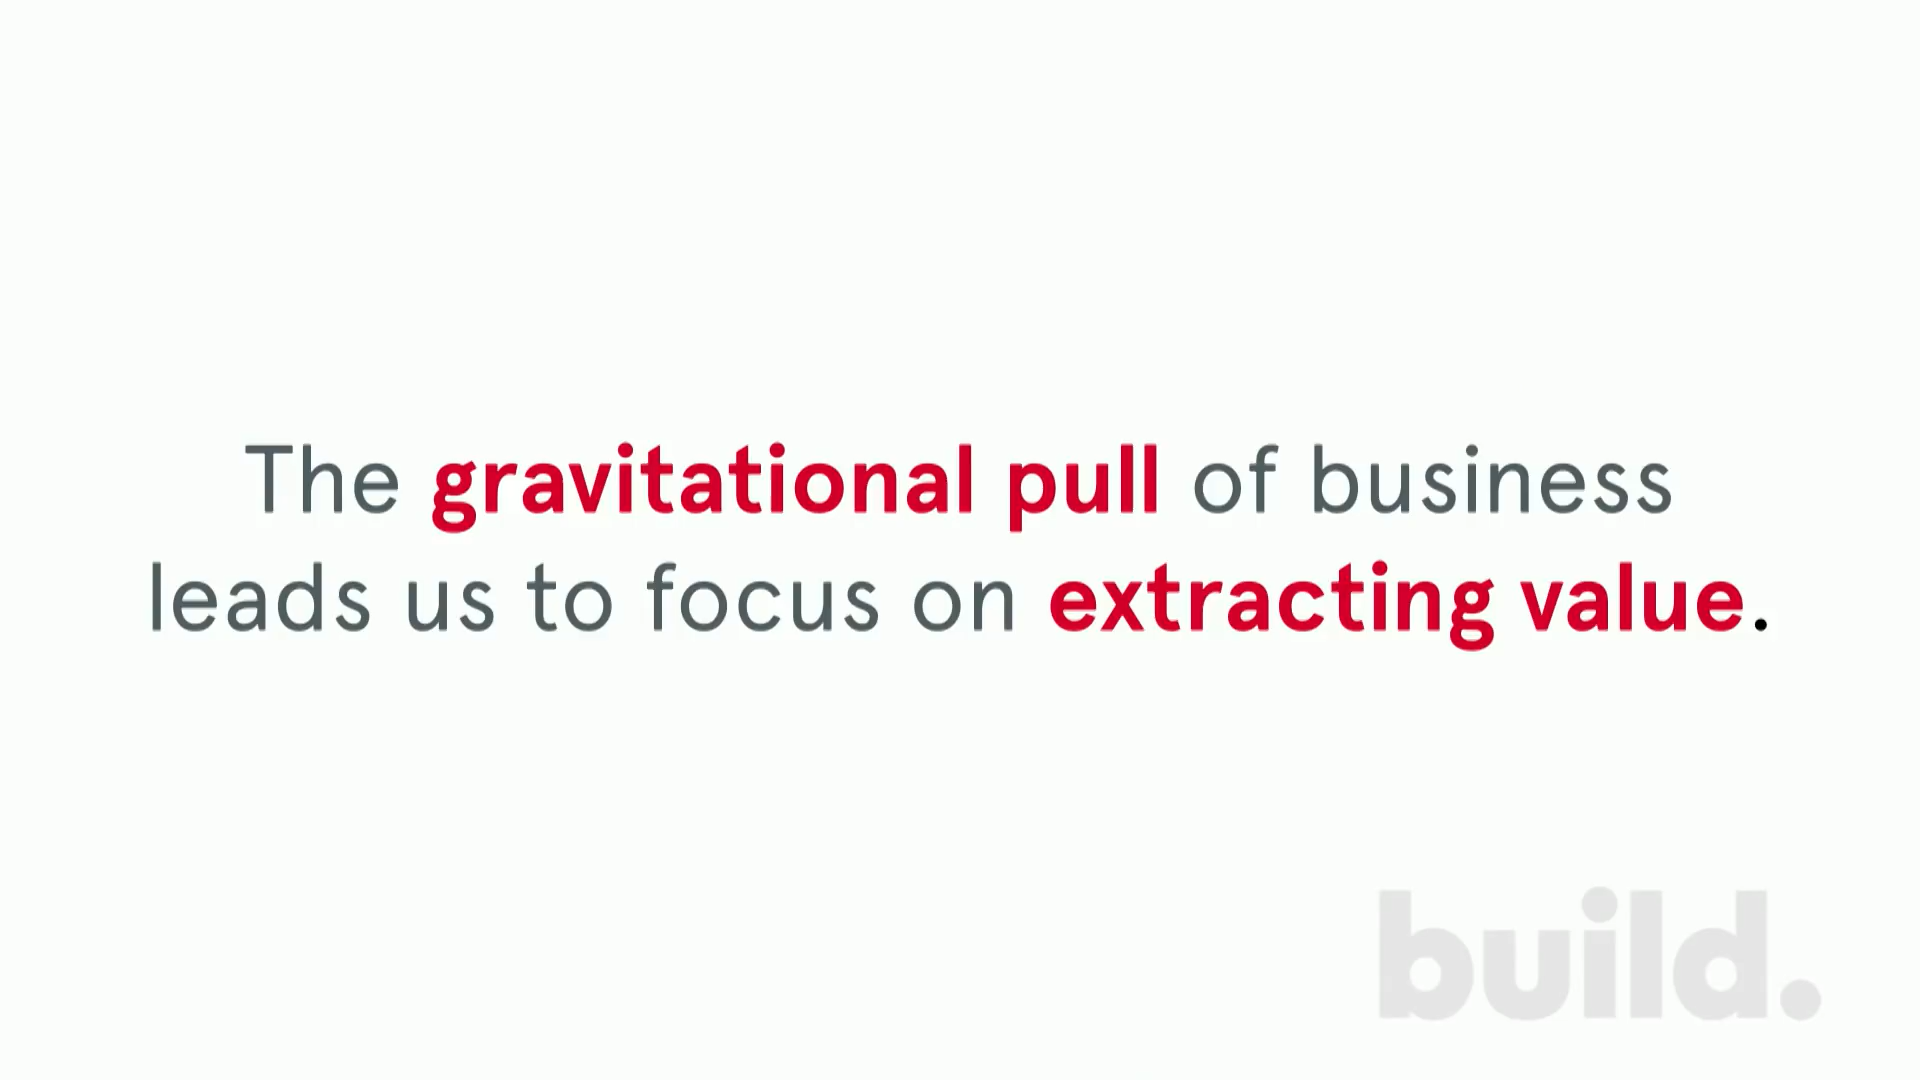 The gravitational pull of business
leads us to focus on extracting value.
build.